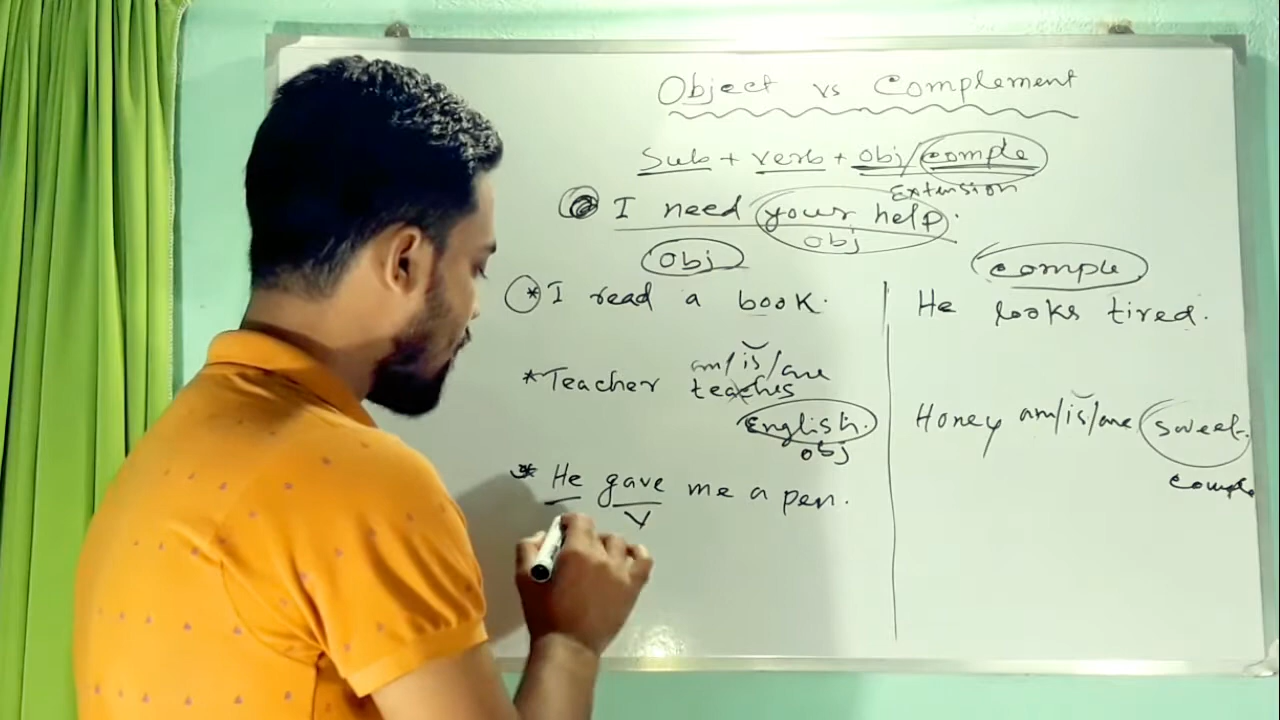 Object vs Complement
Sub + verb + obj/comple
Extension
I need your help.
obj
Obj
comple
* I read a book.
He looks tired.
am/is/are
* Teacher teaches
English.
obj
Honey am/is/are sweet.
comple
* He gave me a pen.
V